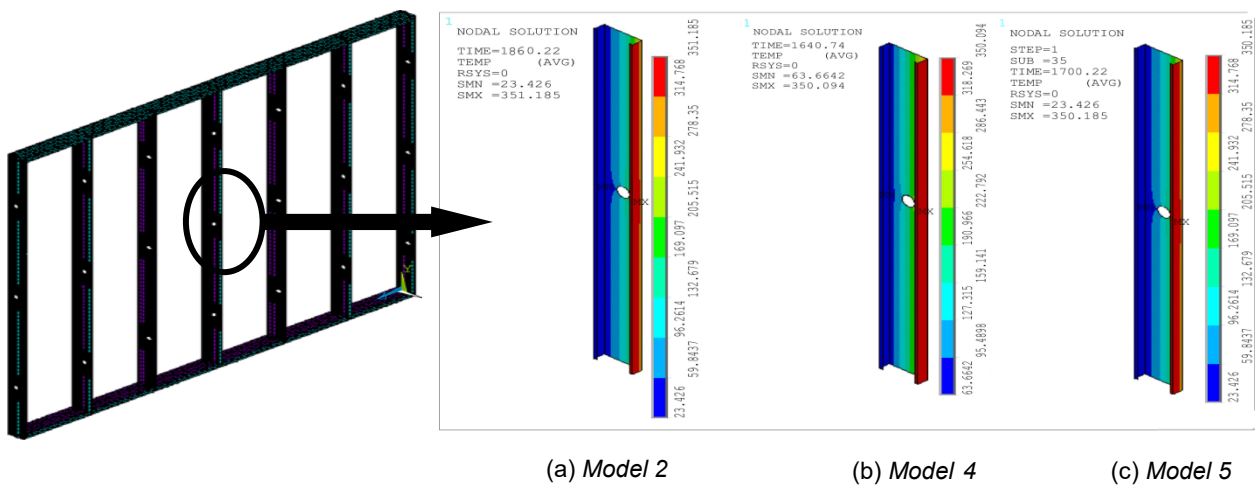 1
NODAL SOLUTION
TIME=1860.22
TEMP (AVG)
RSYS=0
SMN =23.426
SMX =351.185
351.185
314.768
278.35
241.932
205.515
169.097
132.679
96.2614
59.8437
23.426
MX
1
NODAL SOLUTION
TIME=1640.74
TEMP (AVG)
RSYS=0
SMN =63.6642
SMX =350.094
350.094
318.269
286.443
254.618
222.792
190.966
159.141
127.315
95.4898
63.6642
MX
1
NODAL SOLUTION
STEP=1
SUB =35
TIME=1700.22
TEMP (AVG)
RSYS=0
SMN =23.426
SMX =350.185
350.185
314.768
278.35
241.932
205.515
169.097
132.679
96.2614
59.8437
23.426
MX
(a) Model 2
(b) Model 4
(c) Model 5